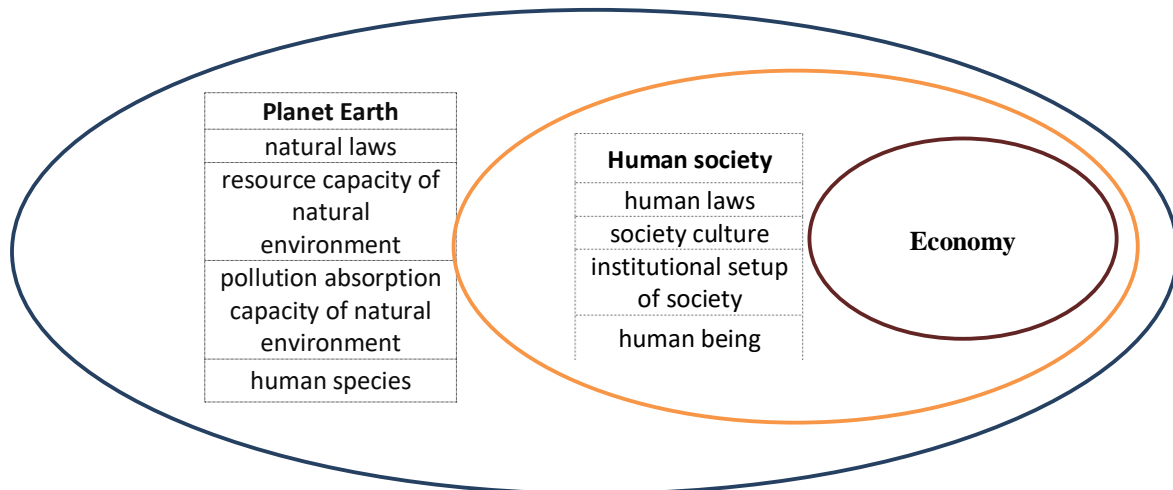 Planet Earth
natural laws
resource capacity of
natural
environment
pollution absorption
capacity of natural
environment
human species
Human society
human laws
society culture
institutional setup
of society
human being
Economy